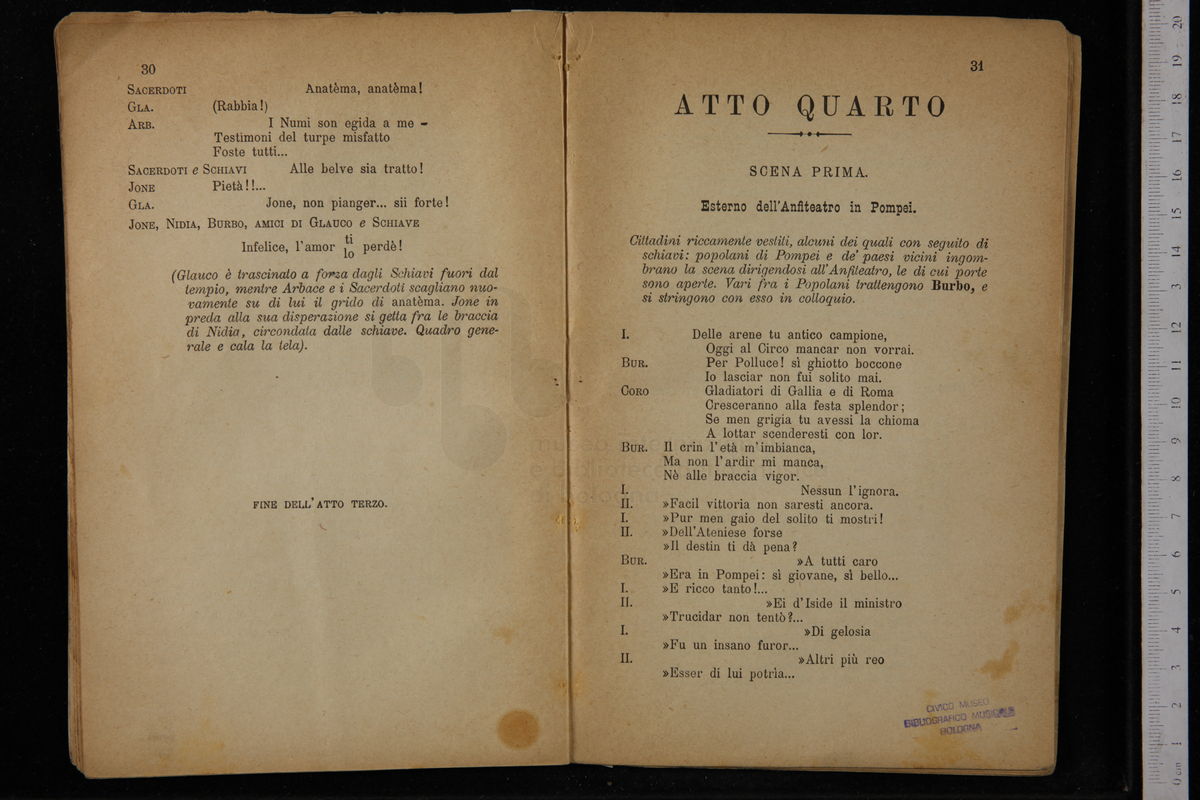 30
SACERDOTI Anatèma, anatèma!
GLA. (Rabbia!)
ARB. I Numi son egida a me –
Testimoni del turpe misfatto
Foste tutti...
SACERDOTI e SCHIAVI Alle belve sia tratto!
JONE Pietà!!...
GLA. Jone, non pianger... sii forte!
JONE, NIDIA, BURBO, AMICI DI GLAUCO e SCHIAVE
Infelice, l'amor ti perdè!
lo
(Glauco è trascinato a forza dagli Schiavi fuori dal
tempio, mentre Arbace e i Sacerdoti scagliano nuo-
vamente su di lui il grido di anatèma. Jone in
preda alla sua disperazione si getta fra le braccia
di Nidia, circondata dalle schiave. Quadro gene-
rale e cala la tela).
FINE DELL'ATTO TERZO.
31
ATTO QUARTO
SCENA PRIMA.
Esterno dell'Anfiteatro in Pompei.
Cittadini riccamente vestiti, alcuni dei quali con seguito di
schiavi: popolani di Pompei e de' paesi vicini ingom-
brano la scena dirigendosi all'Anfiteatro, le di cui porte
sono aperte. Vari fra i Popolani trattengono Burbo, e
si stringono con esso in colloquio.
I. Delle arene tu antico campione,
Oggi al Circo mancar non vorrai.
BUR. Per Polluce! sì ghiotto boccone
Io lasciar non fui solito mai.
CORO Gladiatori di Gallia e di Roma
Cresceranno alla festa splendor;
Se men grigia tu avessi la chioma
A lottar scenderesti con lor.
BUR. Il crin l'età m'imbianca,
Ma non l'ardir mi manca,
Nè alle braccia vigor.
I. Nessun l'ignora.
II. »Facil vittoria non saresti ancora.
I. »Pur men gaio del solito ti mostri!
II. »Dell'Ateniese forse
»Il destin ti dà pena?
BUR. »A tutti caro
»Era in Pompei: sì giovane, sì bello...
I. »E ricco tanto!...
II. »Ei d'Iside il ministro
»Trucidar non tentò?...
I. »Di gelosia
»Fu un insano furor...
II. »Altri più reo
»Esser di lui potria...
CIVICO MUSEO
BIBLIOGRAFICO MUSICALE
BOLOGNA